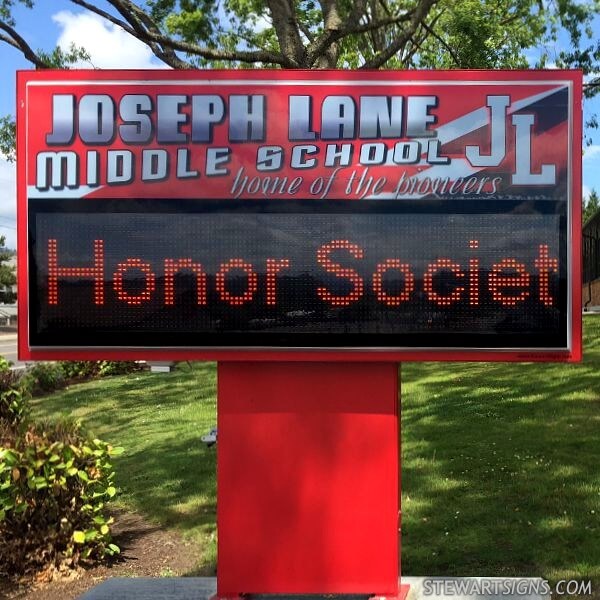 JOSEPH LANE
MIDDLE SCHOOL
JL
home of the pioneers
Honor Societ
STEWARTSIGNS.COM